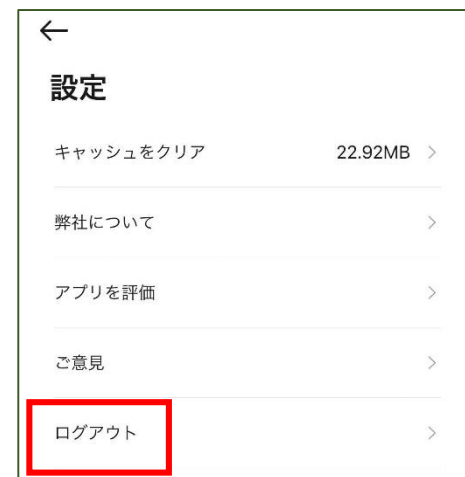 設定
キャッシュをクリア 22.92MB
弊社について
アプリを評価
ご意見
ログアウト